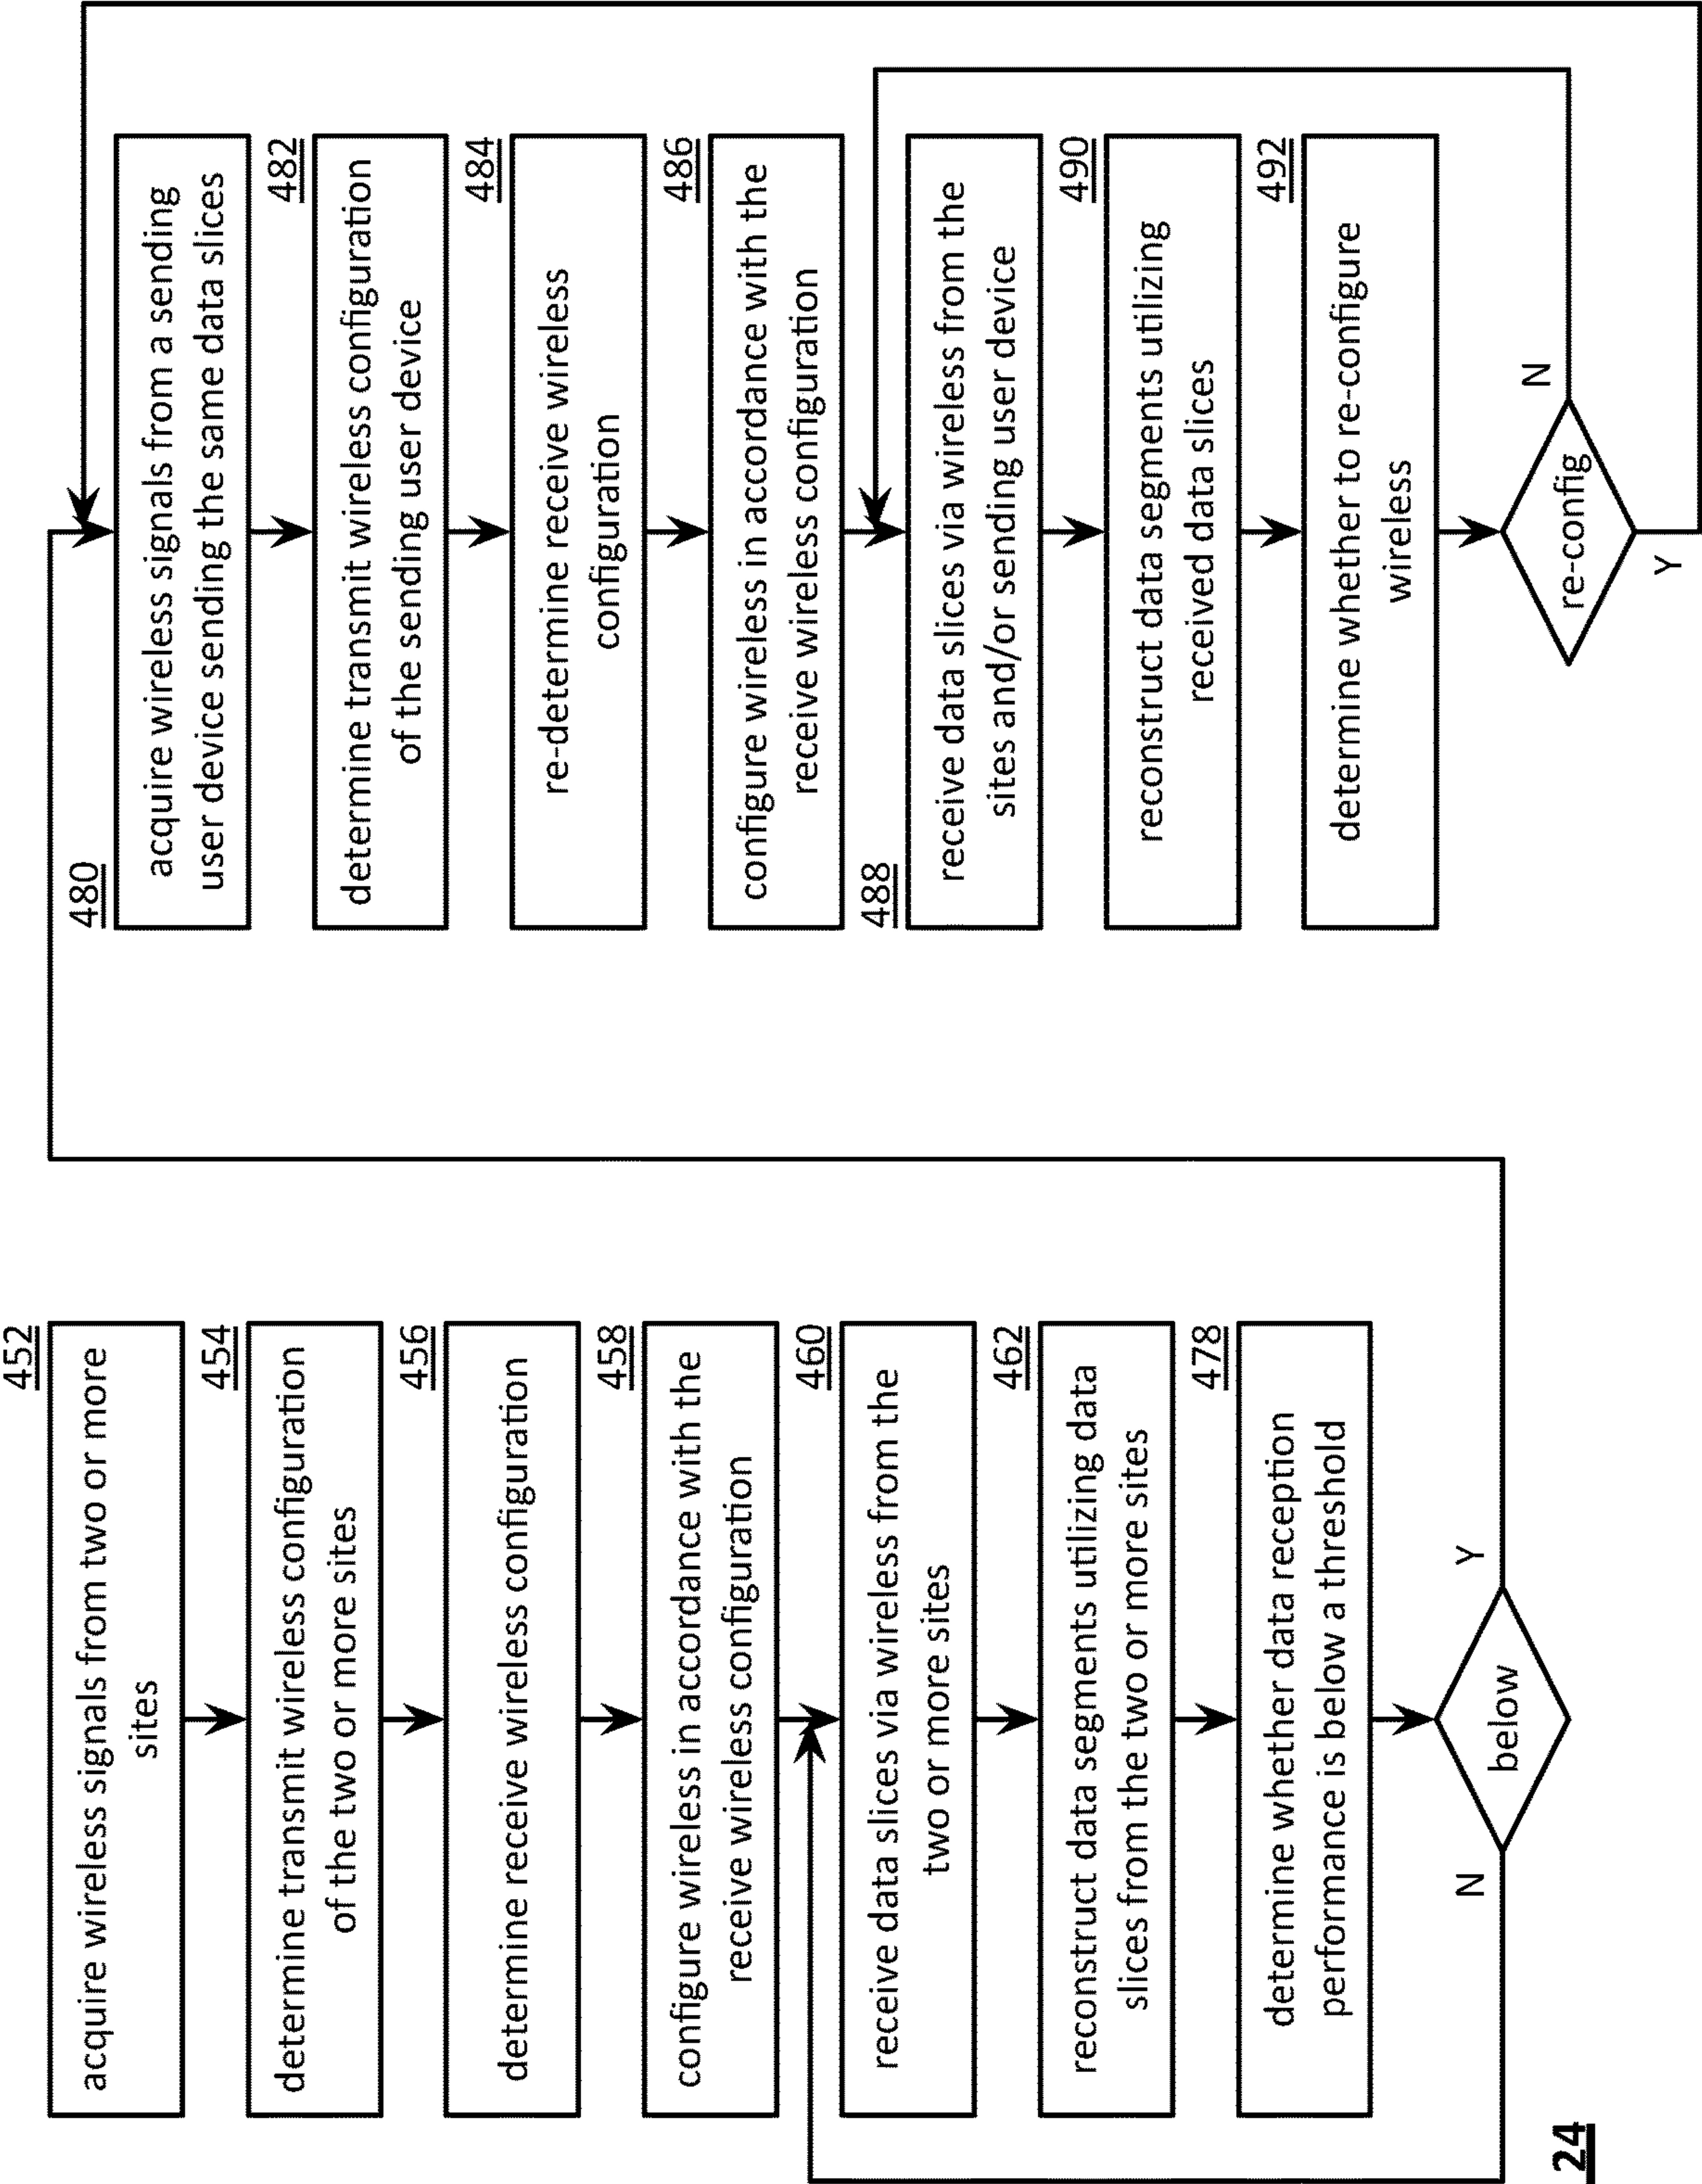 452
acquire wireless signals from two or more
sites
454
determine transmit wireless configuration
of the two or more sites
456
determine receive wireless configuration
458
configure wireless in accordance with the
receive wireless configuration
460
receive data slices via wireless from the
two or more sites
462
reconstruct data segments utilizing data
slices from the two or more sites
478
determine whether data reception
performance is below a threshold
below
N
Y
480
acquire wireless signals from a sending
user device sending the same data slices
482
determine transmit wireless configuration
of the sending user device
484
re-determine receive wireless
configuration
486
configure wireless in accordance with the
receive wireless configuration
488
receive data slices via wireless from the
sites and/or sending user device
490
reconstruct data segments utilizing
received data slices
492
determine whether to re-configure
wireless
re-config
N
Y
24